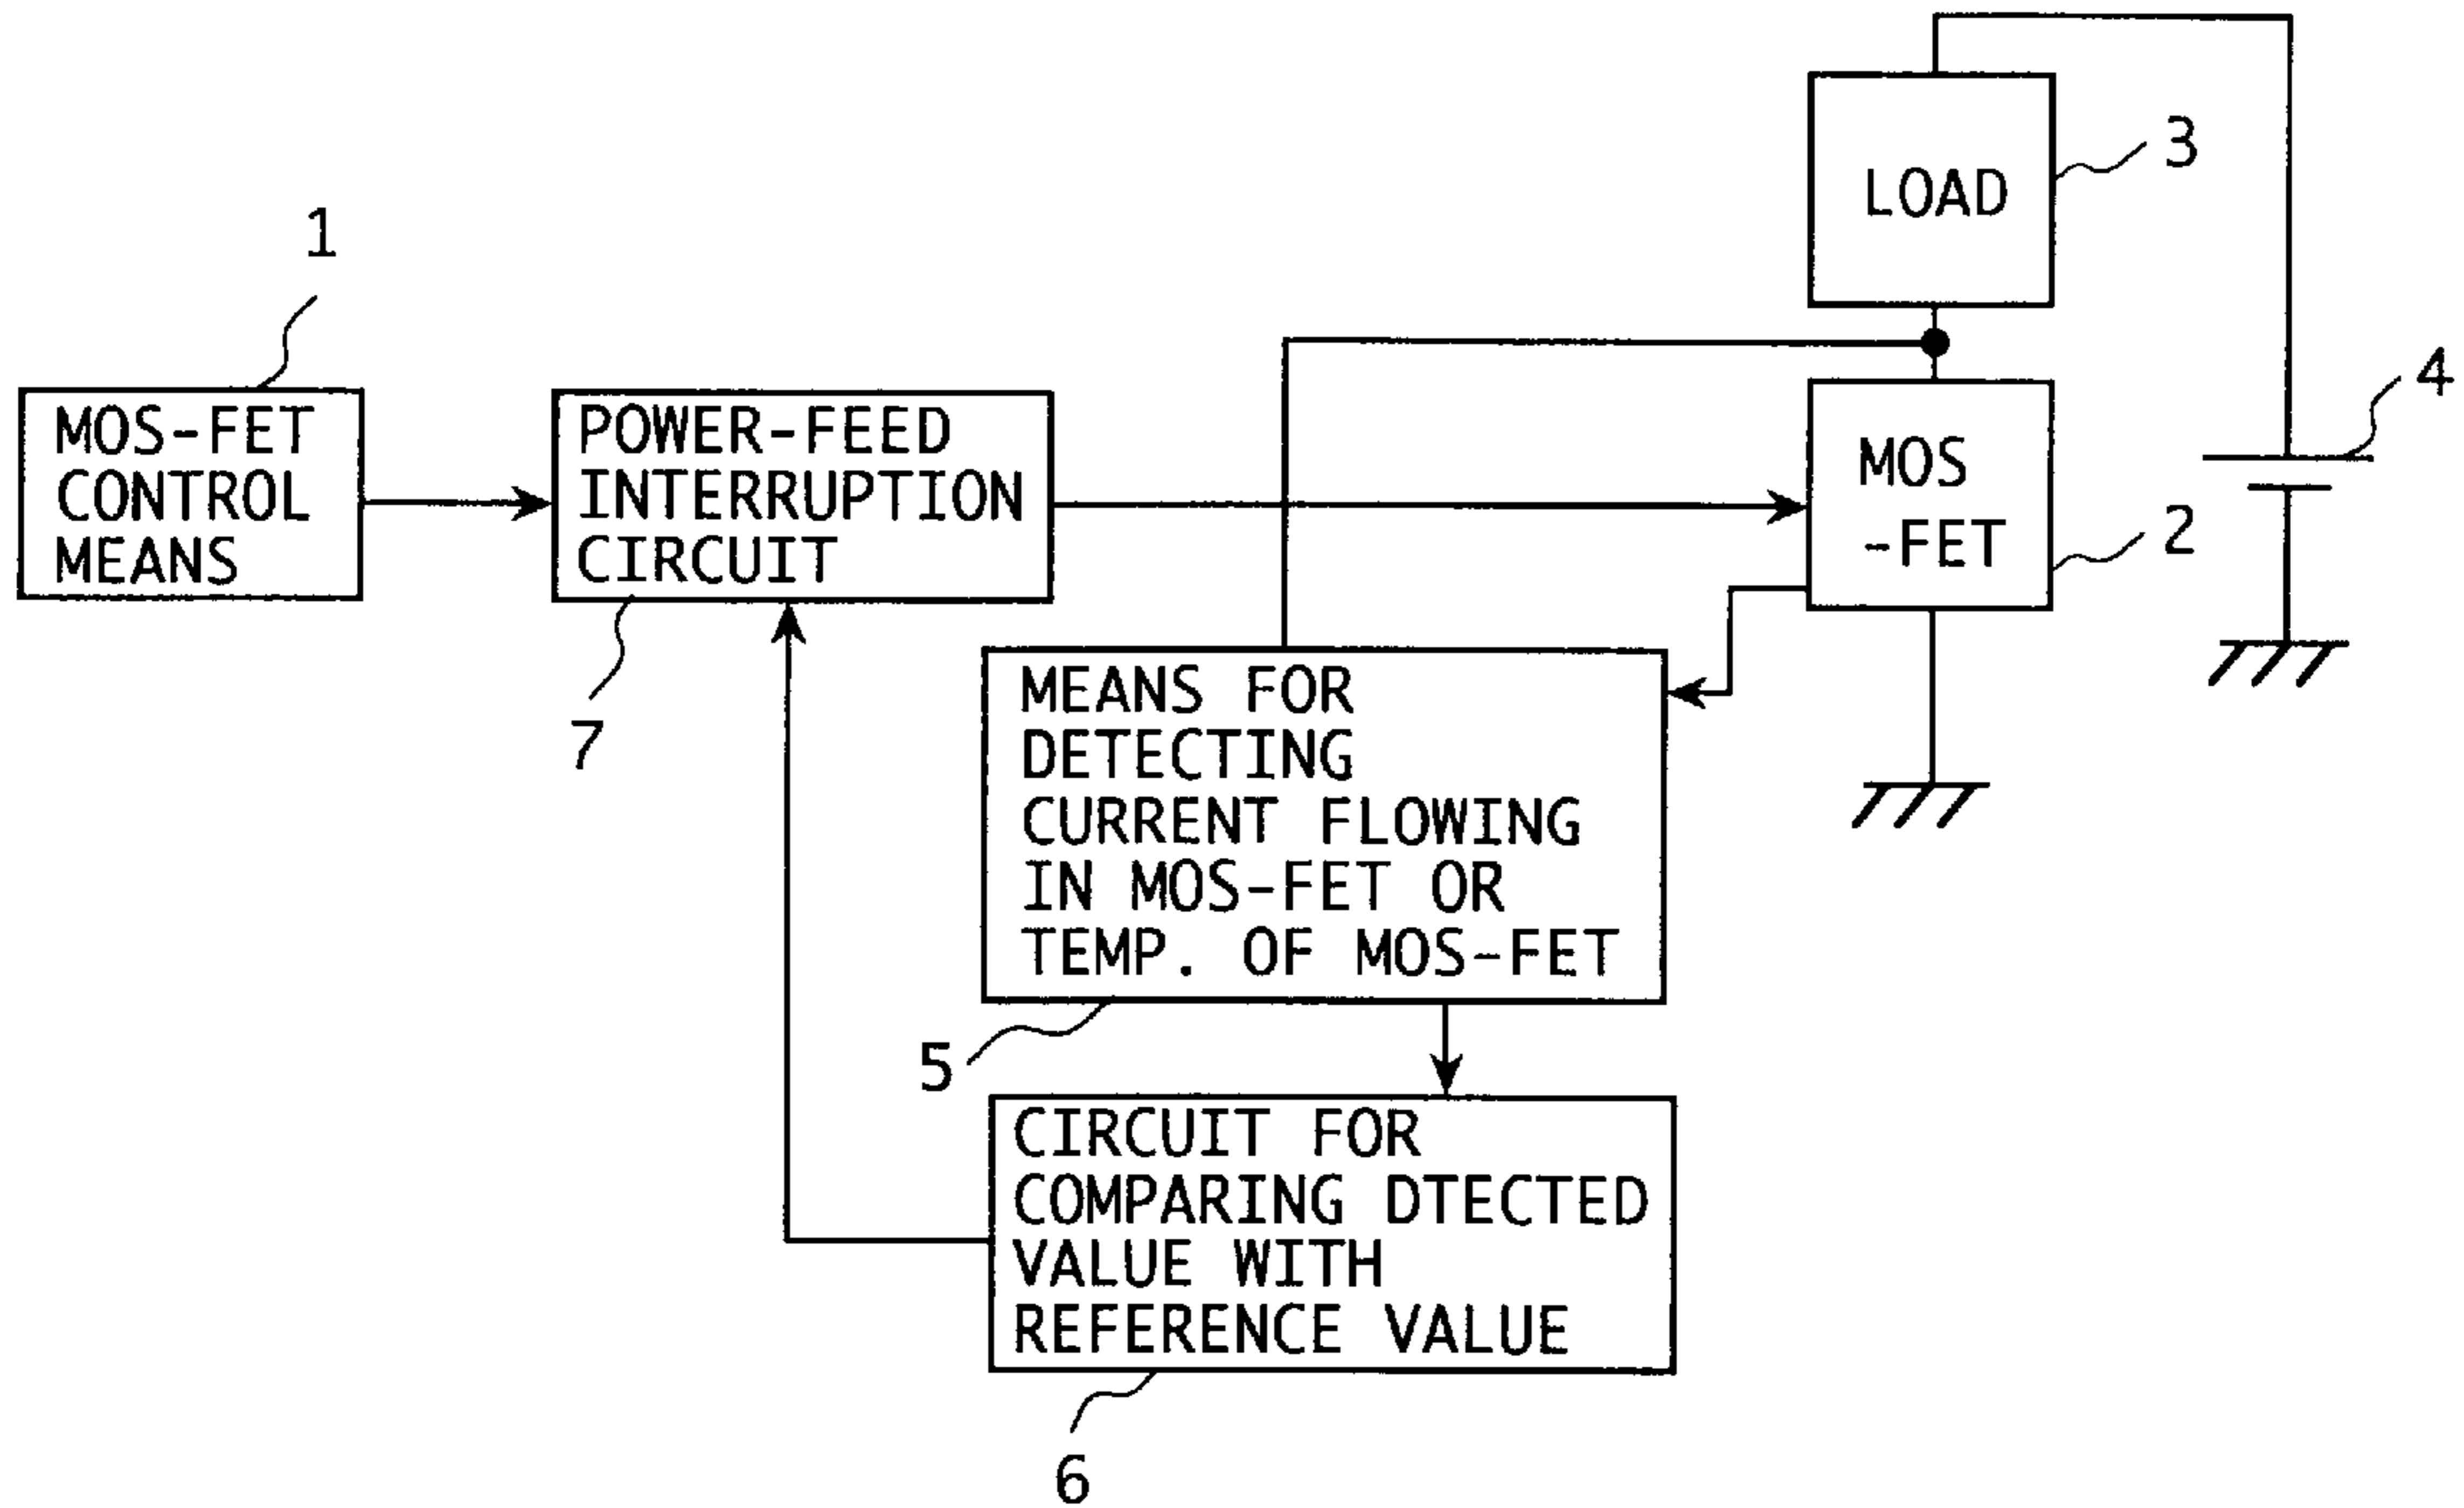 3
LOAD
1
4
MOS-FET
CONTROL
MEANS
POWER-FEED
INTERRUPTION
CIRCUIT
MOS
-FET
2
7
MEANS FOR
DETECTING
CURRENT FLOWING
IN MOS-FET OR
TEMP. OF MOS-FET
5
CIRCUIT FOR
COMPARING DTECTED
VALUE WITH
REFERENCE VALUE
6